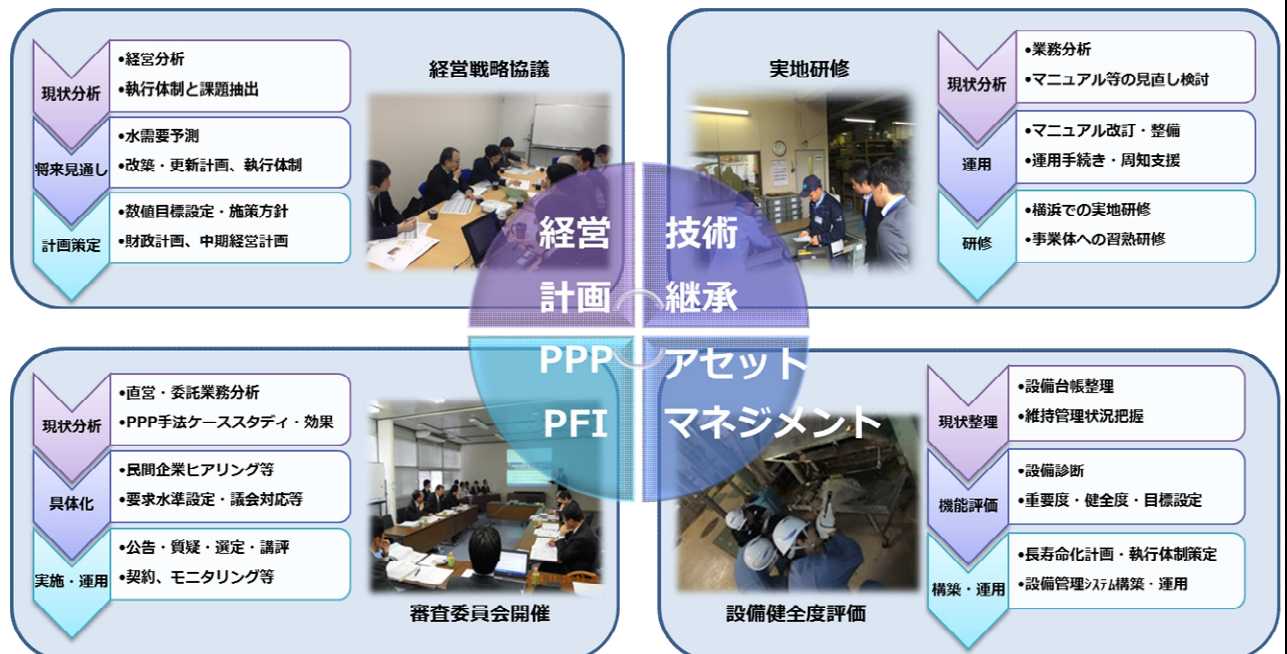 経営戦略協議
現状分析
•経営分析
•執行体制と課題抽出
将来見通し
•水需要予測
•改築・更新計画、執行体制
計画策定
•数値目標設定・施策方針
•財政計画、中期経営計画
実地研修
現状分析
•業務分析
•マニュアル等の見直し検討
運用
•マニュアル改訂・整備
•運用手続き・周知支援
研修
•横浜での実地研修
•事業体への習熟研修
経営
計画
技術
継承
PPP
PFI
アセット
マネジメント
現状分析
•直営・委託業務分析
•PPP手法ケーススタディ・効果
具体化
•民間企業ヒアリング等
•要求水準設定・議会対応等
実施・運用
•公告・質疑・選定・講評
•契約、モニタリング等
審査委員会開催
現状整理
•設備台帳整理
•維持管理状況把握
機能評価
•設備診断
•重要度・健全度・目標設定
構築・運用
•長寿命化計画・執行体制策定
•設備管理ｼｽﾃﾑ構築・運用
設備健全度評価